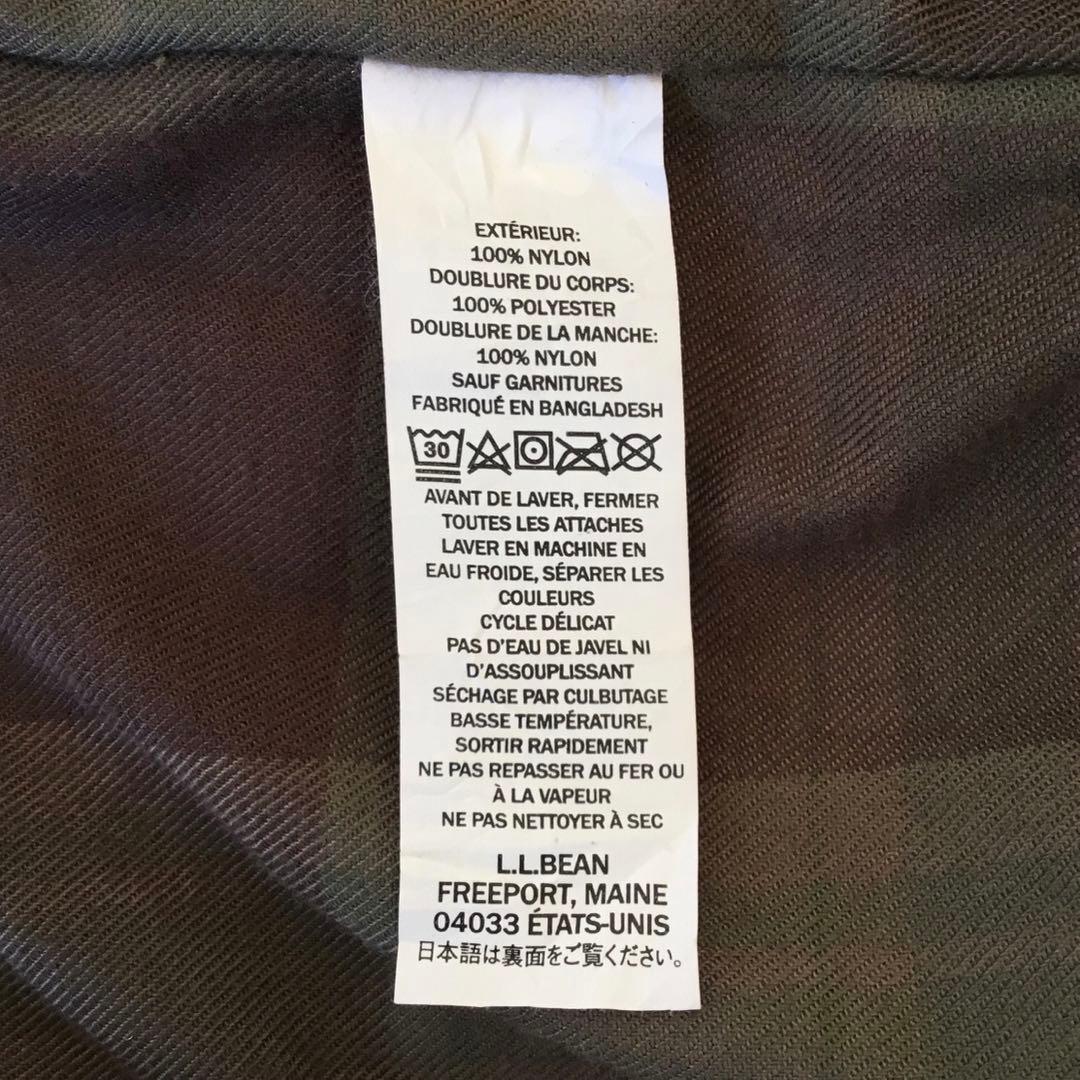 EXTÉRIEUR:
100% NYLON
DOUBLURE DU CORPS:
100% POLYESTER
DOUBLURE DE LA MANCHE:
100% NYLON
SAUF GARNITURES
FABRIQUÉ EN BANGLADESH
30
AVANT DE LAVER, FERMER
TOUTES LES ATTACHES
LAVER EN MACHINE EN
EAU FROIDE, SÉPARER LES
COULEURS
CYCLE DÉLICAT
PAS D'EAU DE JAVEL NI
D'ASSOUPLISSANT
SÉCHAGE PAR CULBUTAGE
BASSE TEMPÉRATURE,
SORTIR RAPIDEMENT
NE PAS REPASSER AU FER OU
À LA VAPEUR
NE PAS NETTOYER À SEC
L.L.BEAN
FREEPORT, MAINE
04033 ÉTATS-UNIS
日本語は裏面をご覧ください。